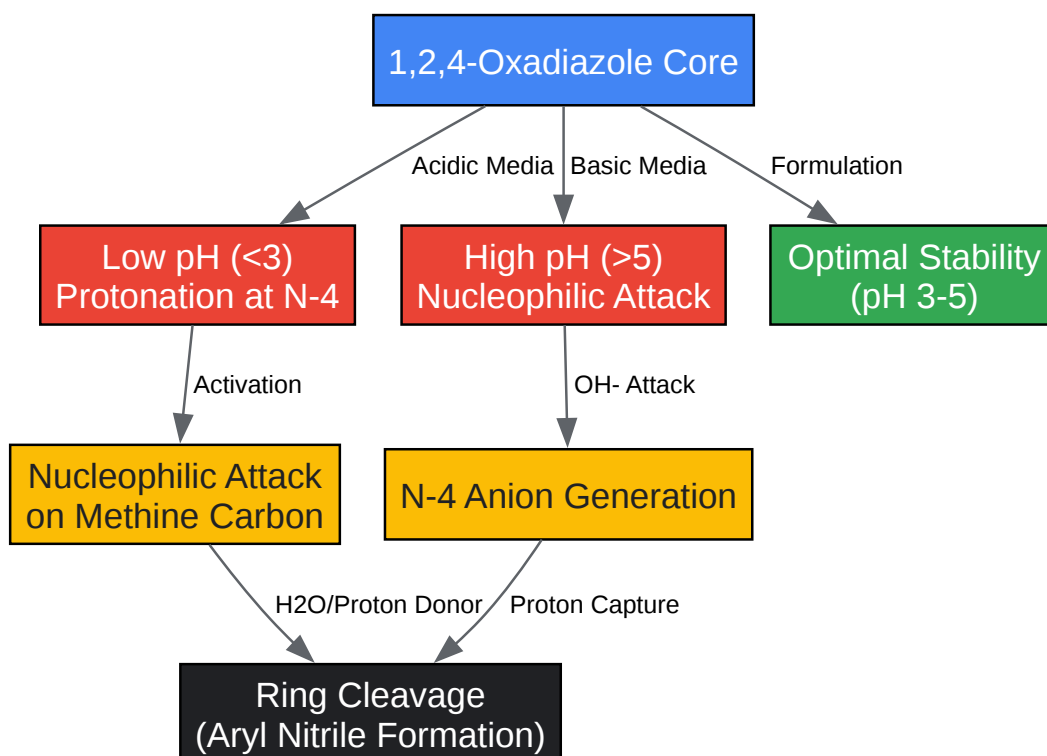 1,2,4-Oxadiazole Core
Acidic Media
Basic Media
Formulation
Low pH (<3)
Protonation at N-4
High pH (>5)
Nucleophilic Attack
Optimal Stability
(pH 3-5)
Activation
OH- Attack
Nucleophilic Attack
on Methine Carbon
N-4 Anion Generation
H2O/Proton Donor
Proton Capture
Ring Cleavage
(Aryl Nitrile Formation)